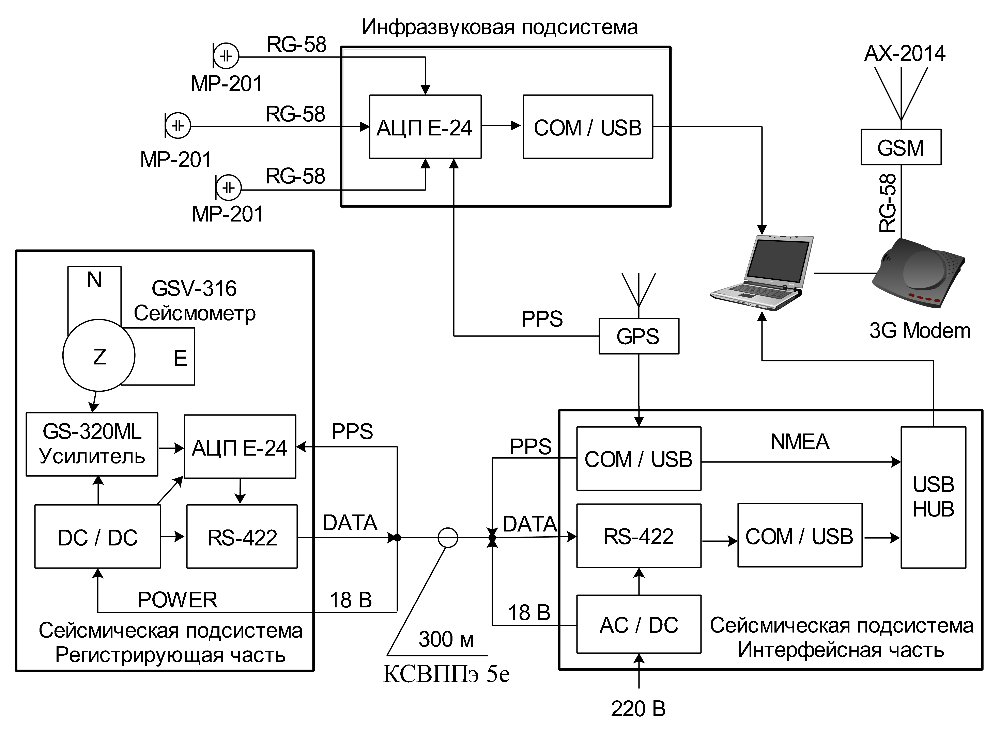 Инфразвуковая подсистема
RG-58
MP-201
RG-58
MP-201
RG-58
MP-201
АЦП E-24
COM / USB
AX-2014
GSM
RG-58
3G Modem
N
GSV-316
Сейсмометр
Z
E
GS-320ML
Усилитель
АЦП E-24
DC / DC
RS-422
POWER
Сейсмическая подсистема
Регистрирующая часть
PPS
DATA
18 В
300 м
КСВППэ 5е
PPS
GPS
PPS
DATA
18 В
COM / USB
NMEA
USB
HUB
RS-422
COM / USB
AC / DC
Сейсмическая подсистема
Интерфейсная часть
220 В